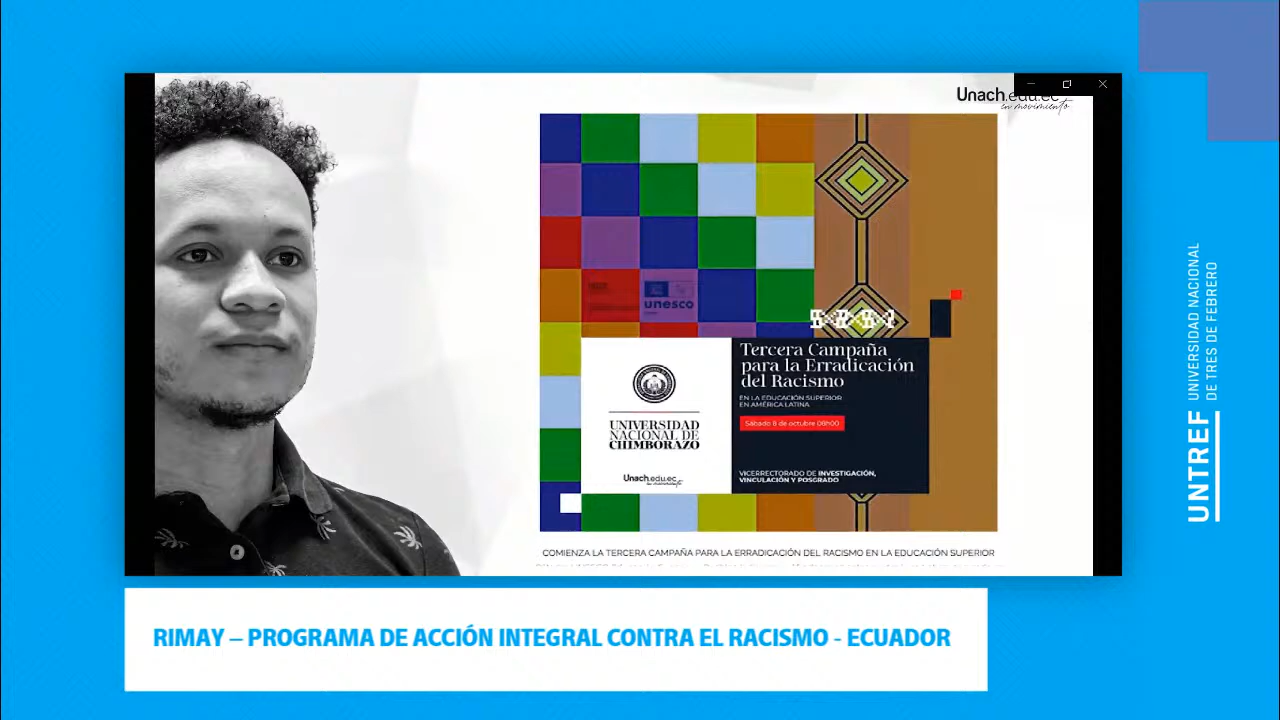 Unach.edu.ec
en movimiento
unesco
Tercera Campaña
para la Erradicación
del Racismo
EN LA EDUCACIÓN SUPERIOR
EN AMÉRICA LATINA
Sábado 8 de octubre 08h00
UNIVERSIDAD
NACIONAL DE
CHIMBORAZO
Unach.edu.ec
en movimiento
VICERRECTORADO DE INVESTIGACIÓN,
VINCULACIÓN Y POSGRADO
COMIENZA LA TERCERA CAMPAÑA PARA LA ERRADICACIÓN DEL RACISMO EN LA EDUCACIÓN SUPERIOR
RIMAY – PROGRAMA DE ACCIÓN INTEGRAL CONTRA EL RACISMO - ECUADOR
UNTREF
UNIVERSIDAD NACIONAL
DE TRES DE FEBRERO